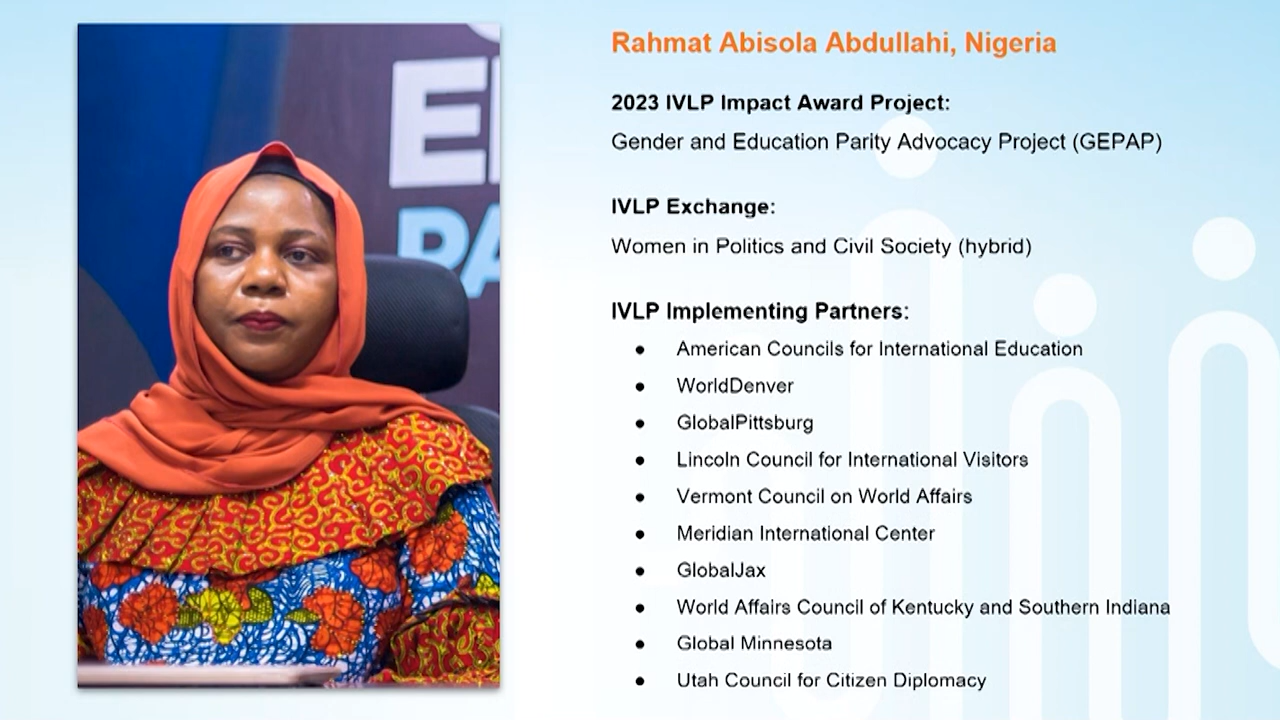 Rahmat Abisola Abdullahi, Nigeria
2023 IVLP Impact Award Project:
Gender and Education Parity Advocacy Project (GEPAP)
IVLP Exchange:
Women in Politics and Civil Society (hybrid)
IVLP Implementing Partners:
● American Councils for International Education
● WorldDenver
● GlobalPittsburg
● Lincoln Council for International Visitors
● Vermont Council on World Affairs
● Meridian International Center
● GlobalJax
● World Affairs Council of Kentucky and Southern Indiana
● Global Minnesota
● Utah Council for Citizen Diplomacy